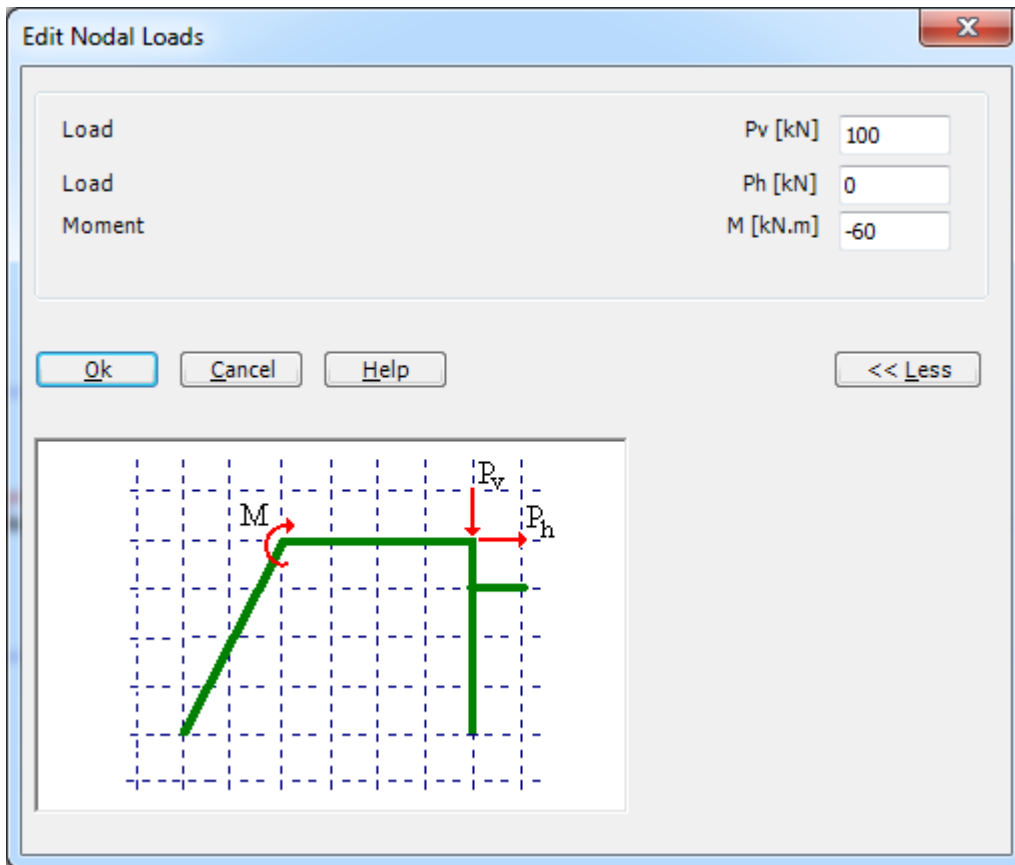 Edit Nodal Loads
Load Pv [kN] 100
Load Ph [kN] 0
Moment M [kN.m] -60
Ok Cancel Help << Less
Pv
M
Ph